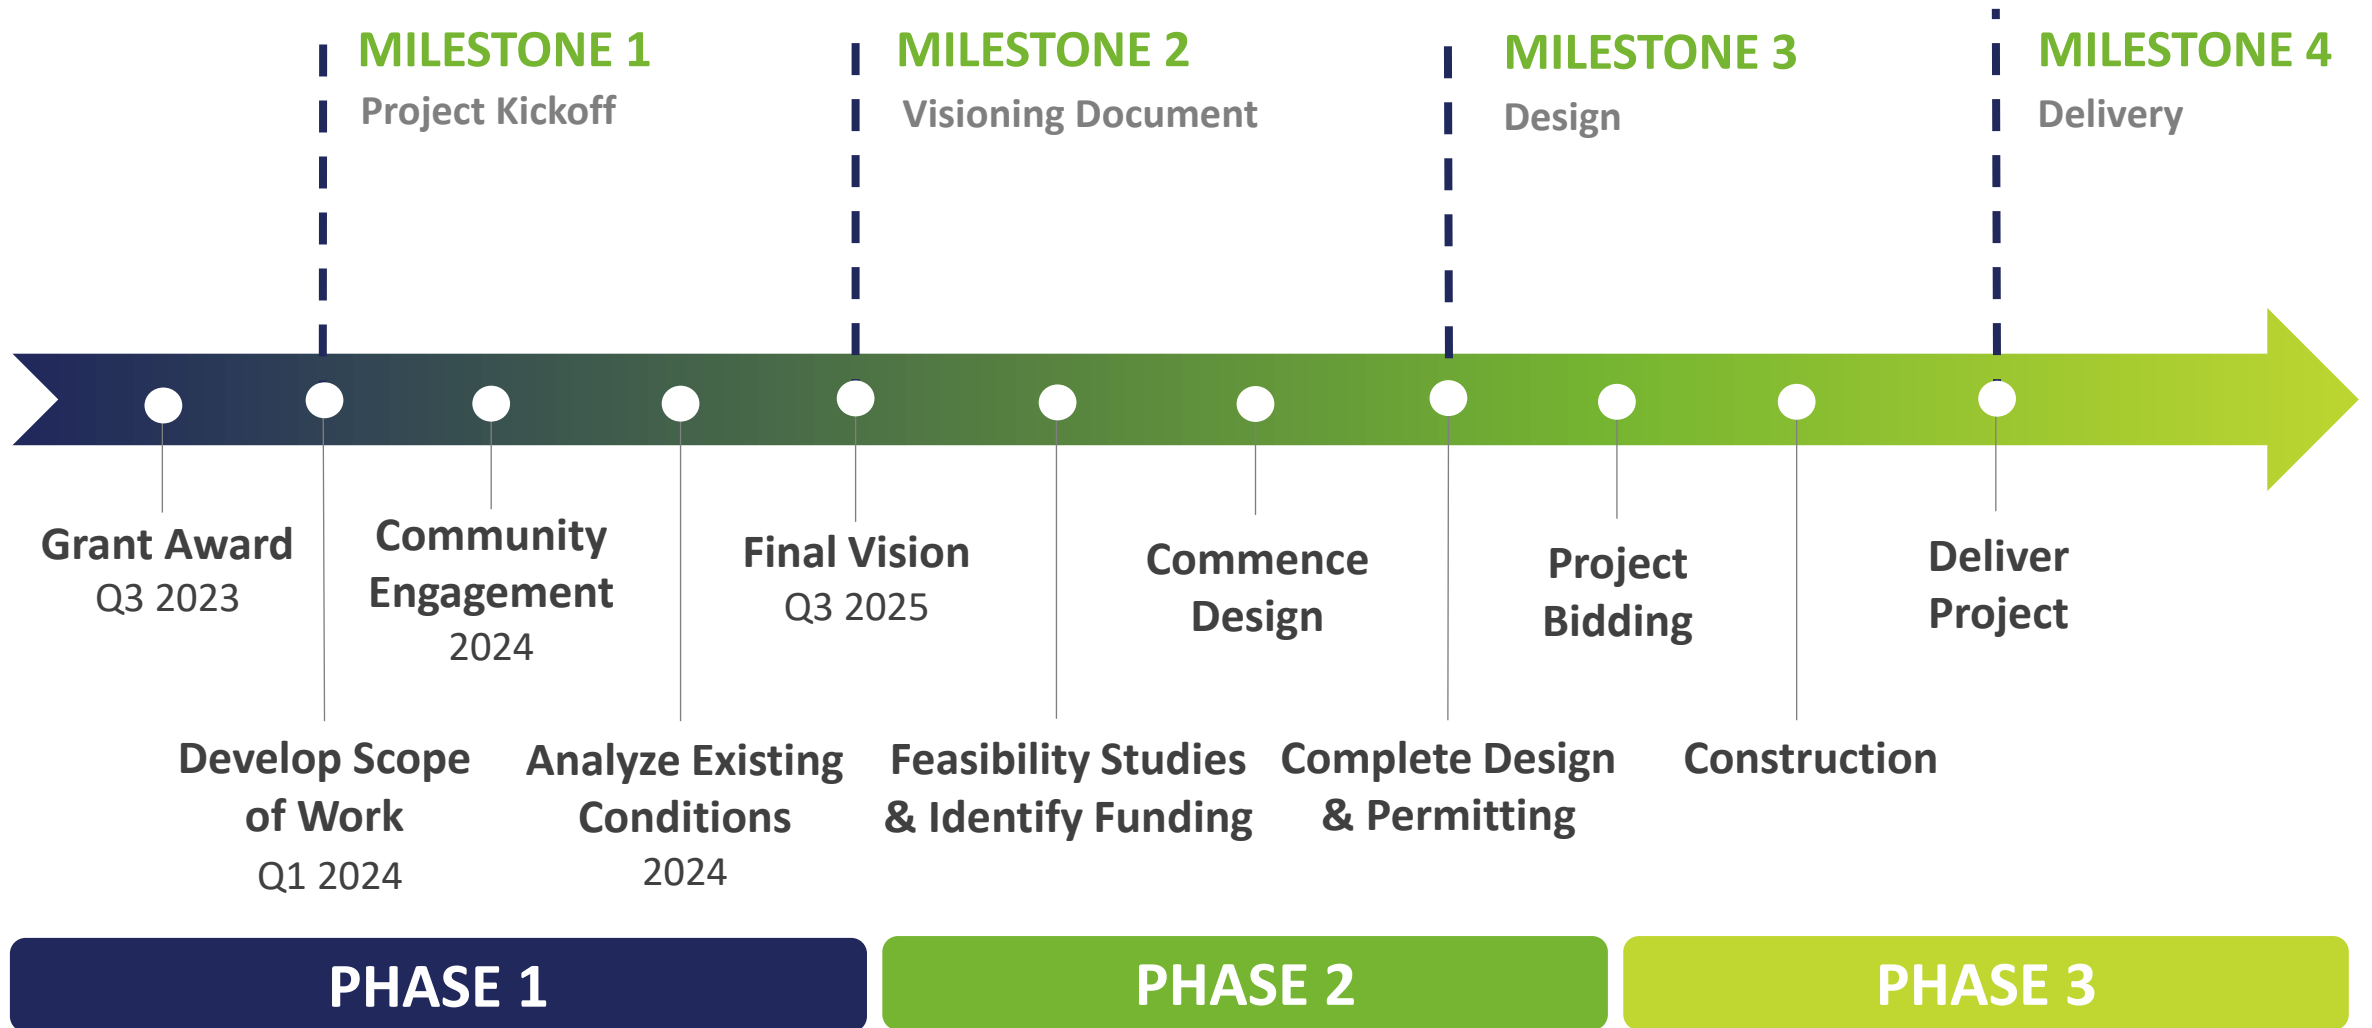 MILESTONE 1
Project Kickoff
MILESTONE 2
Visioning Document
MILESTONE 3
Design
MILESTONE 4
Delivery
Grant Award
Q3 2023
Develop Scope
of Work
Q1 2024
Community
Engagement
2024
Analyze Existing
Conditions
2024
Final Vision
Q3 2025
Feasibility Studies
& Identify Funding
Commence
Design
Complete Design
& Permitting
Project
Bidding
Construction
Deliver
Project
PHASE 1
PHASE 2
PHASE 3